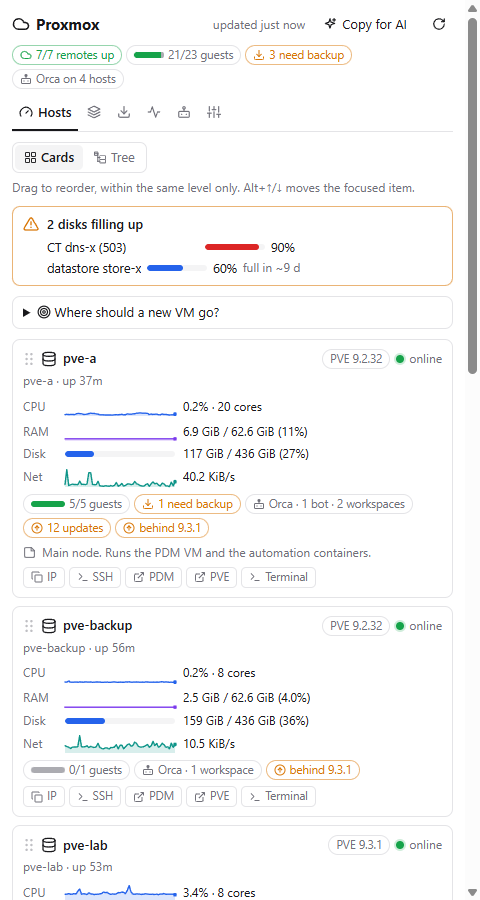 Proxmox updated just now Copy for AI
7/7 remotes up 21/23 guests 3 need backup
Orca on 4 hosts
Hosts
Cards Tree
Drag to reorder, within the same level only. Alt+↑/↓ moves the focused item.
2 disks filling up
CT dns-x (503) 90%
datastore store-x 60% full in ~9 d
Where should a new VM go?
pve-a PVE 9.2.32 online
pve-a · up 37m
CPU 0.2% · 20 cores
RAM 6.9 GiB / 62.6 GiB (11%)
Disk 117 GiB / 436 GiB (27%)
Net 40.2 KiB/s
5/5 guests 1 need backup Orca · 1 bot · 2 workspaces
12 updates behind 9.3.1
Main node. Runs the PDM VM and the automation containers.
IP SSH PDM PVE Terminal
pve-backup PVE 9.2.32 online
pve-backup · up 56m
CPU 0.2% · 8 cores
RAM 2.5 GiB / 62.6 GiB (4.0%)
Disk 159 GiB / 436 GiB (36%)
Net 10.5 KiB/s
0/1 guests Orca · 1 workspace behind 9.3.1
IP SSH PDM PVE Terminal
pve-lab PVE 9.3.1 online
pve-lab · up 53m
CPU 3.4% · 8 cores